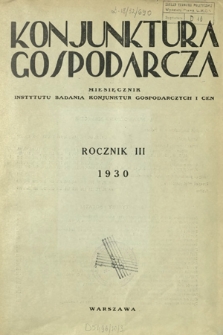 KONJUNKTURA
GOSPODARCZA
MIESIĘCZNIK
INSTYTUTU BADANIA KONJUNKTUR GOSPODARCZYCH I CEN
ROCZNIK III
1930
WARSZAWA